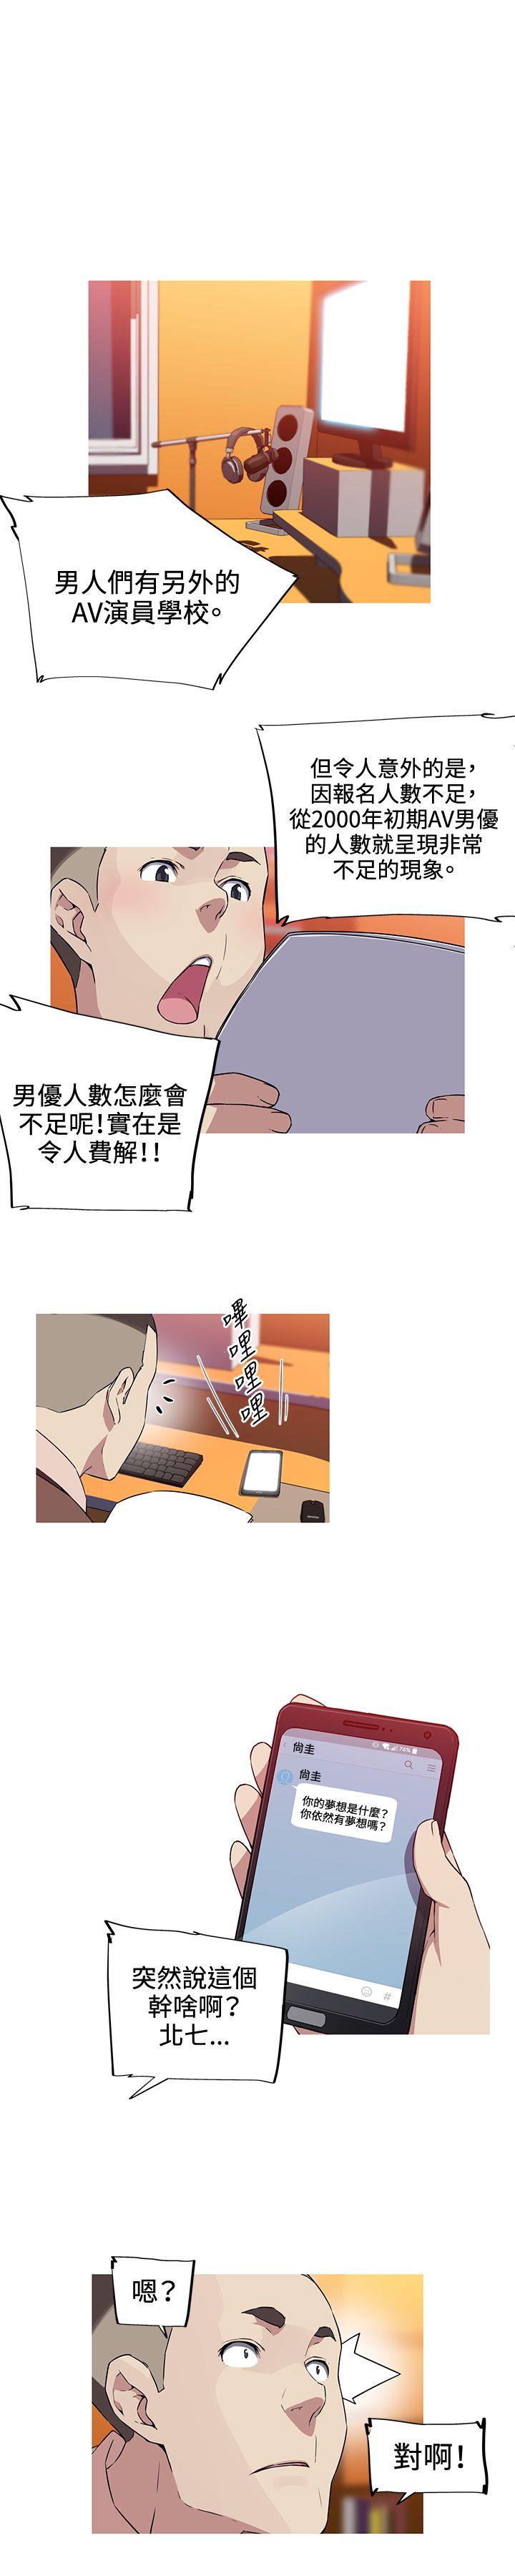 男人們有另外的
AV演員學校。
但令人意外的是,
因報名人數不足,
從2000年初期AV男優
的人數就呈現非常
不足的現象。
男優人數怎麼會
不足呢!實在是
令人費解!!
嗶哩哩哩
76%
尙圭
尙圭
你的夢想是什麼?
你依然有夢想嗎?
#
突然說這個
幹啥啊?
北七...
嗯?
對啊!